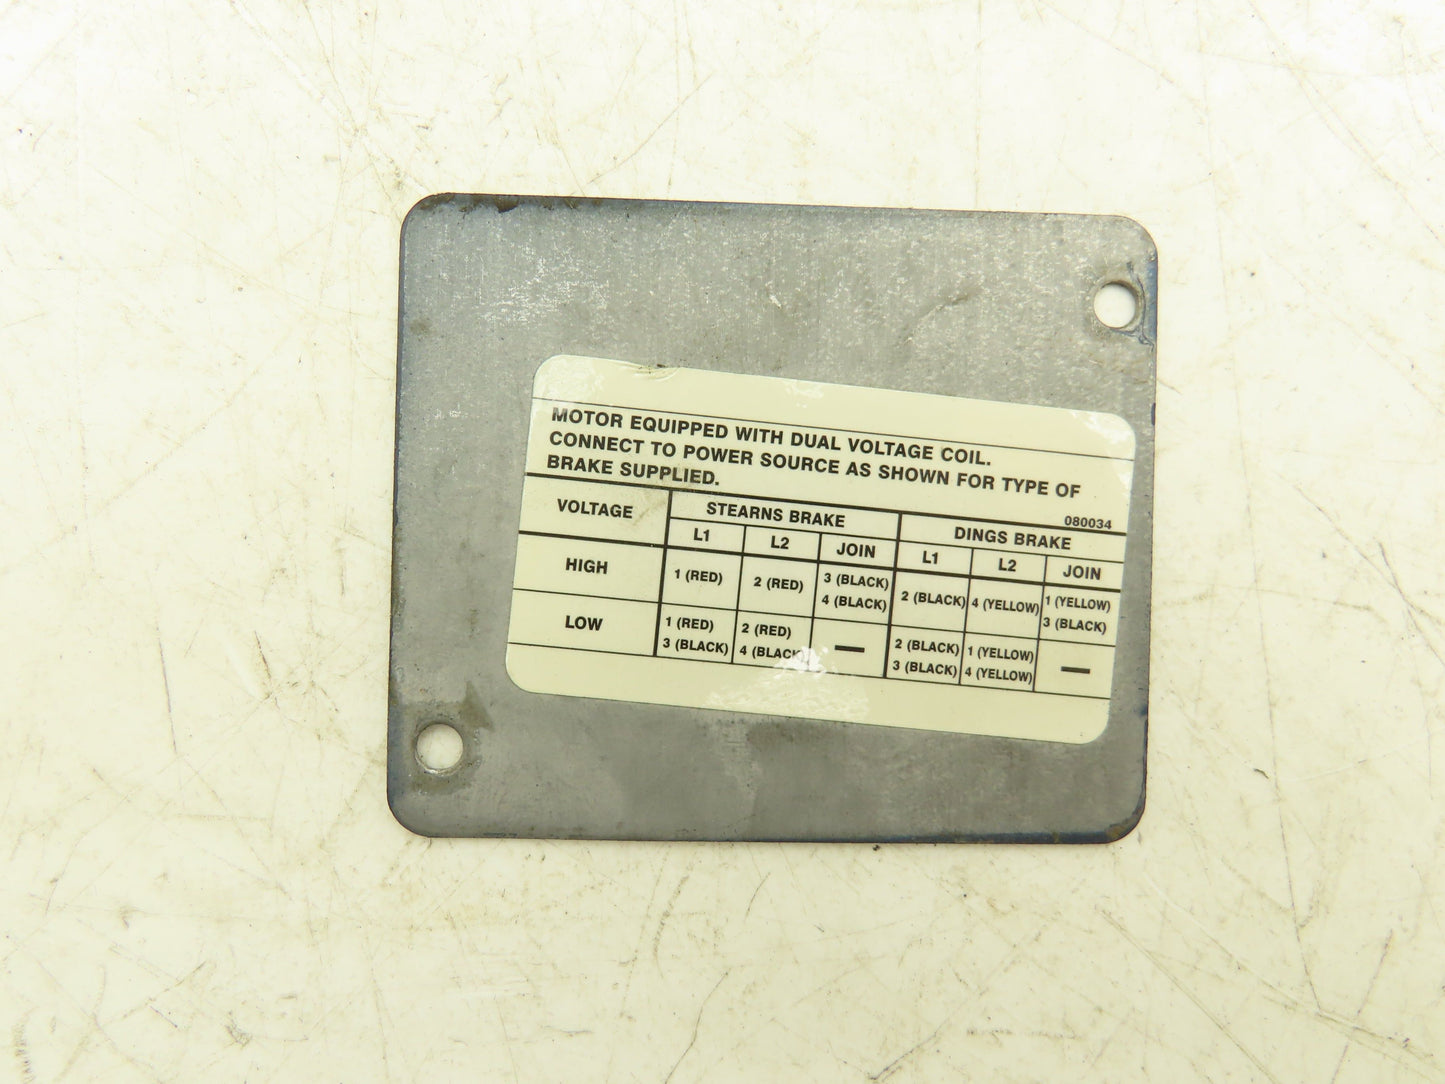 MOTOR EQUIPPED WITH DUAL VOLTAGE COIL.
CONNECT TO POWER SOURCE AS SHOWN FOR TYPE OF
BRAKE SUPPLIED.
080034
VOLTAGE STEARNS BRAKE DINGS BRAKE
L1 L2 JOIN L1 L2 JOIN
HIGH 1 (RED) 2 (RED) 3 (BLACK) 2 (BLACK) 4 (YELLOW) 1 (YELLOW)
4 (BLACK) 3 (BLACK)
LOW 1 (RED) 2 (RED) — 2 (BLACK) 1 (YELLOW) —
3 (BLACK) 4 (BLACK) 3 (BLACK) 4 (YELLOW)